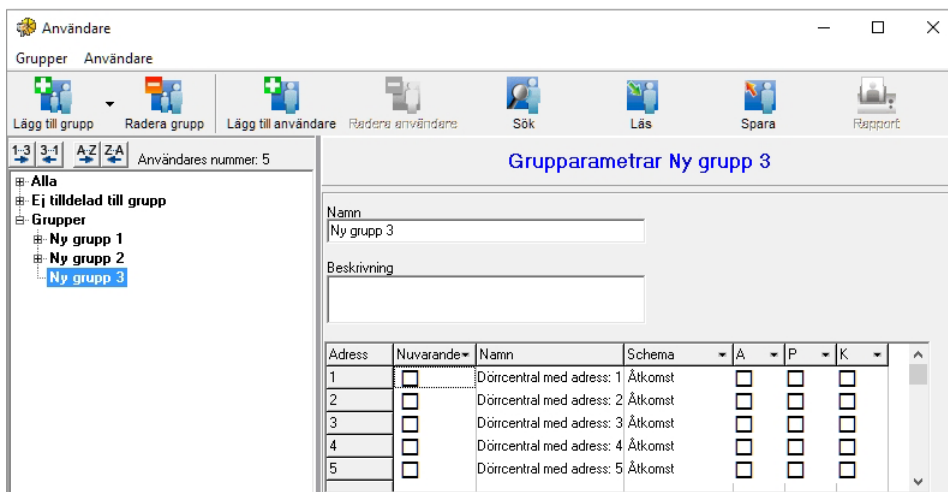 Användare
Grupper Användare
Lägg till grupp Radera grupp Lägg till användare Radera användare Sök Läs Spara Rapport
1-3 3-1 A-Z Z-A Användares nummer: 5
Grupparametrar Ny grupp 3
Alla
Ej tilldelad till grupp
Grupper
Ny grupp 1
Ny grupp 2
Ny grupp 3
Namn
Ny grupp 3
Beskrivning
Adress Nuvarande Namn Schema A P K
1 Dörrcentral med adress: 1 Åtkomst
2 Dörrcentral med adress: 2 Åtkomst
3 Dörrcentral med adress: 3 Åtkomst
4 Dörrcentral med adress: 4 Åtkomst
5 Dörrcentral med adress: 5 Åtkomst